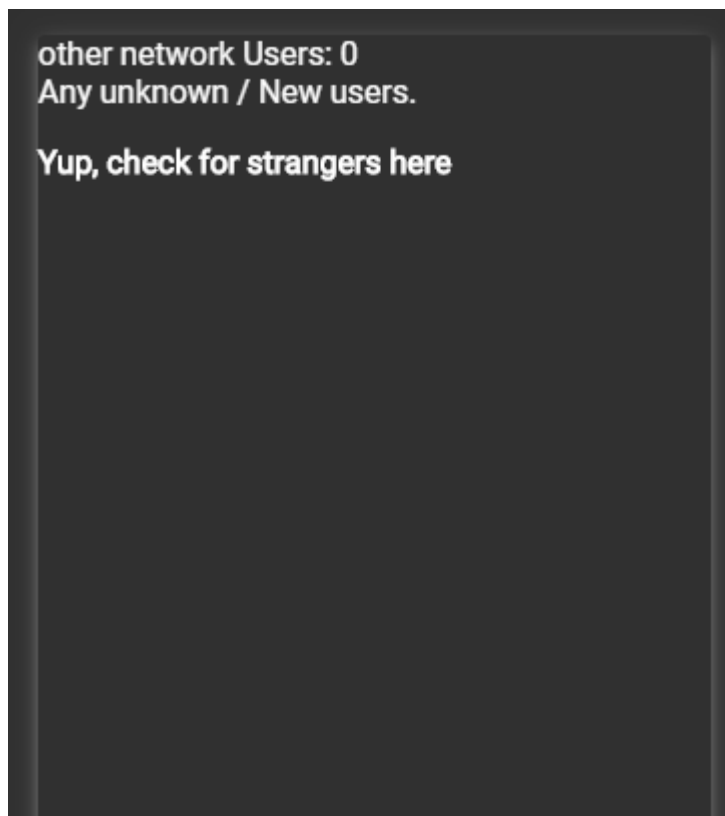 other network Users: 0
Any unknown / New users.
Yup, check for strangers here